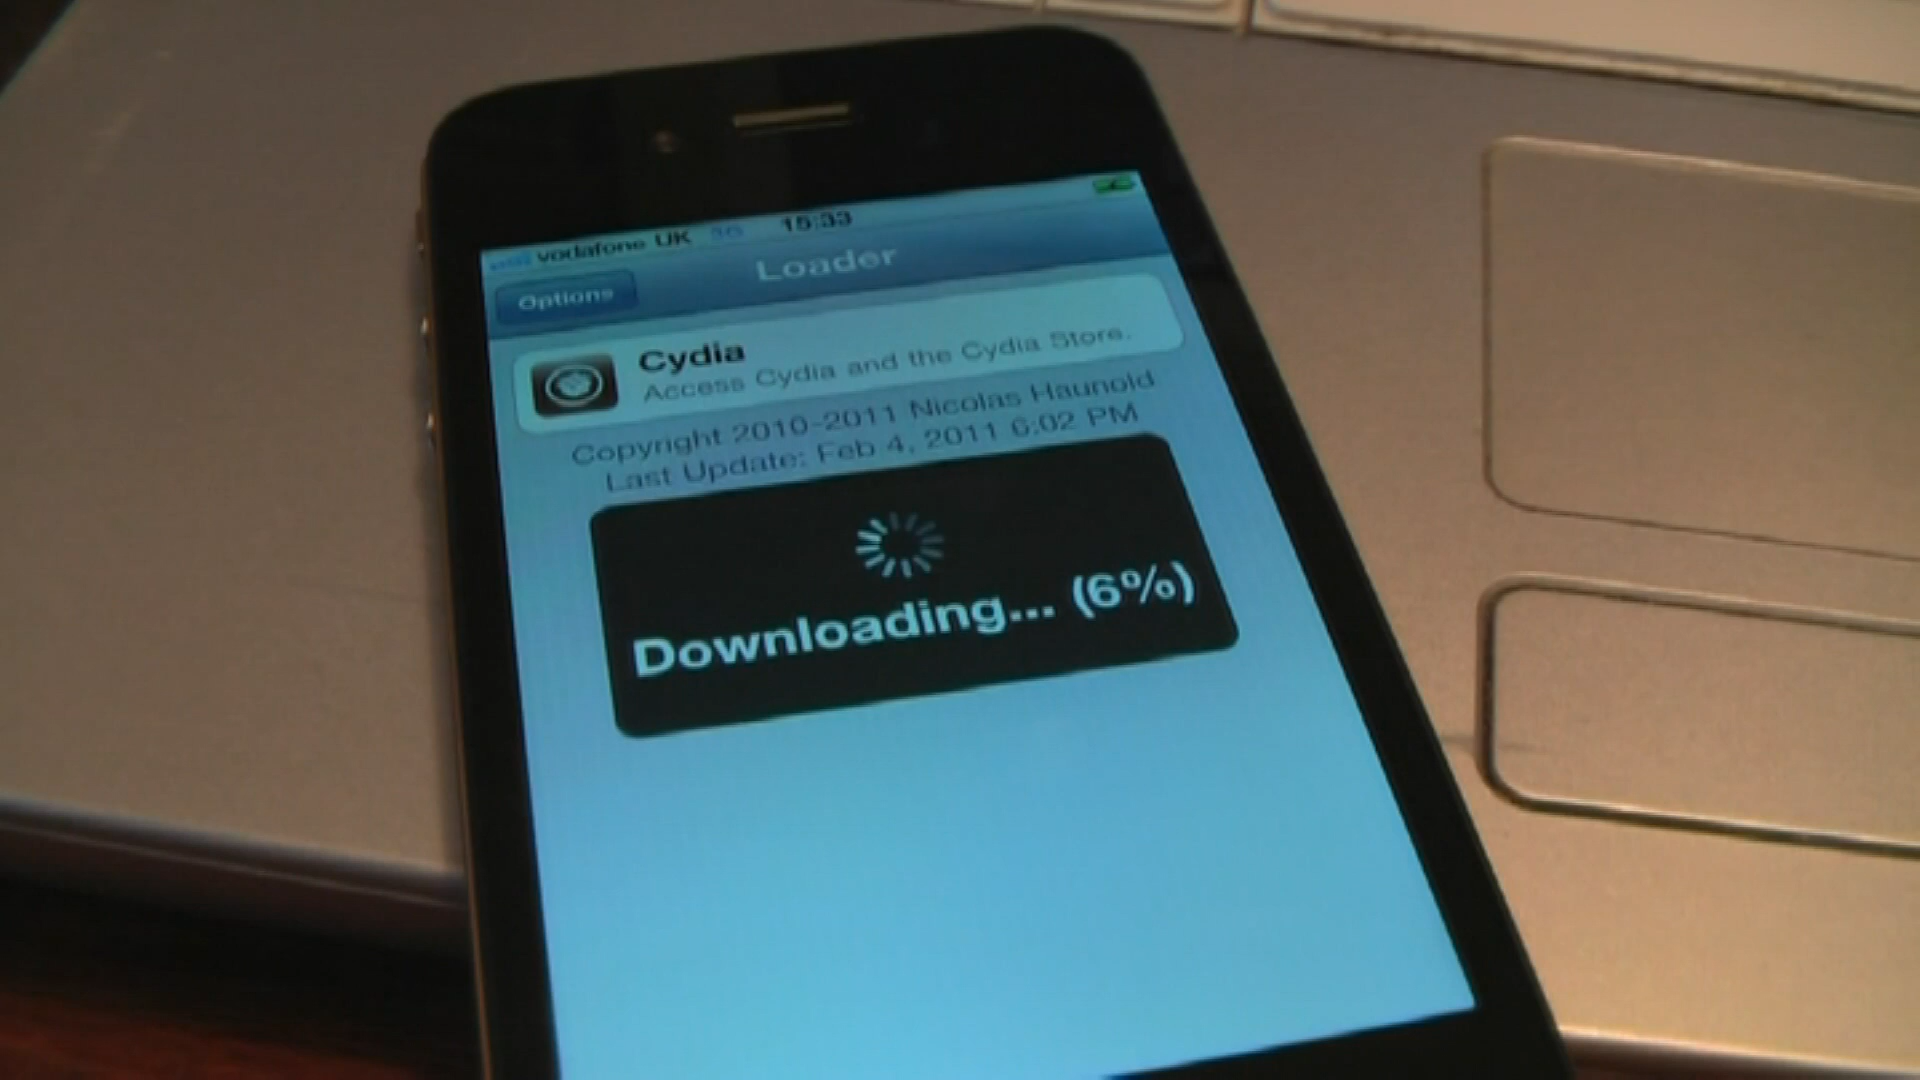 vodafone UK 3G 15:33
Loader
Options
Cydia
Access Cydia and the Cydia Store.
Copyright 2010-2011 Nicolas Haunold
Last Update: Feb 4, 2011 6:02 PM
Downloading... (6%)